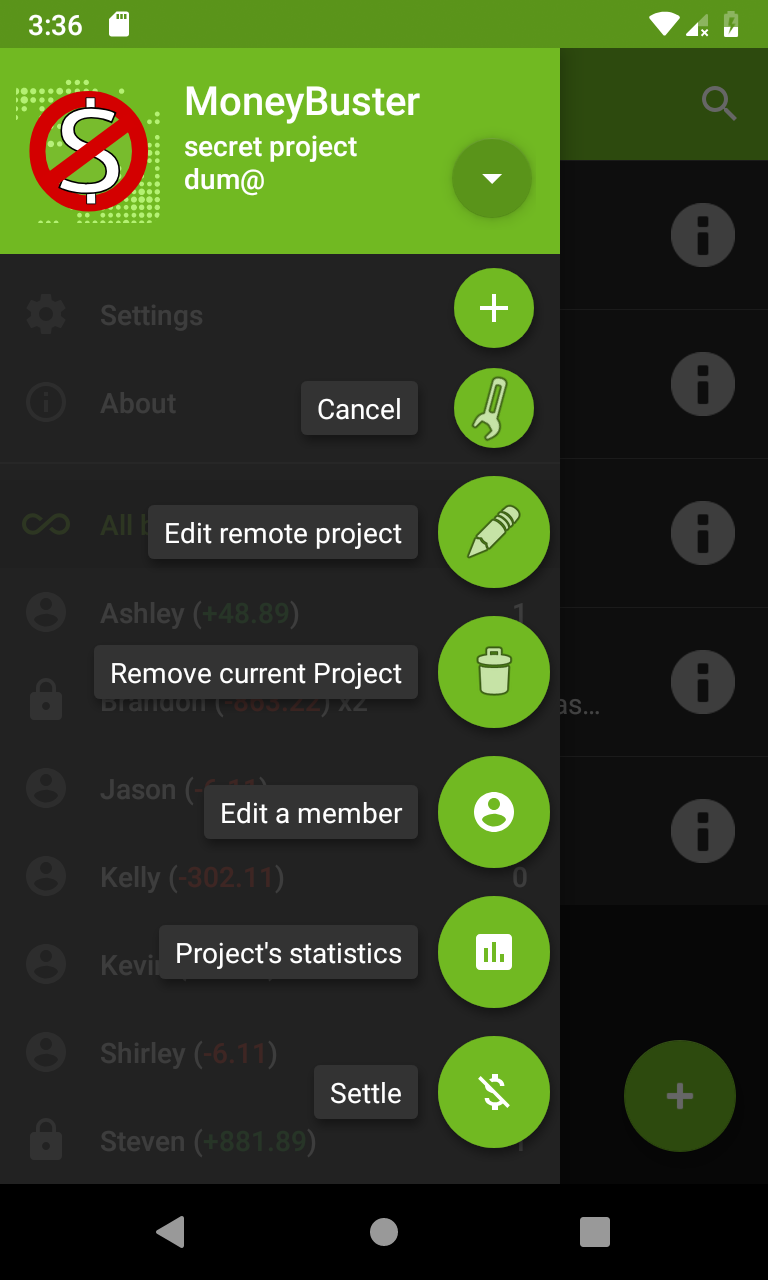 3:36
MoneyBuster
secret project
dum@
Settings
About
Cancel
All b
Edit remote project
Ashley (+48.89)
1
Remove current Project
Brandon (-863.22) x2
as...
Jason (-6.11)
Edit a member
Kelly (-302.11)
0
Kevin
Project's statistics
Shirley (-6.11)
Settle
Steven (+881.89)
1